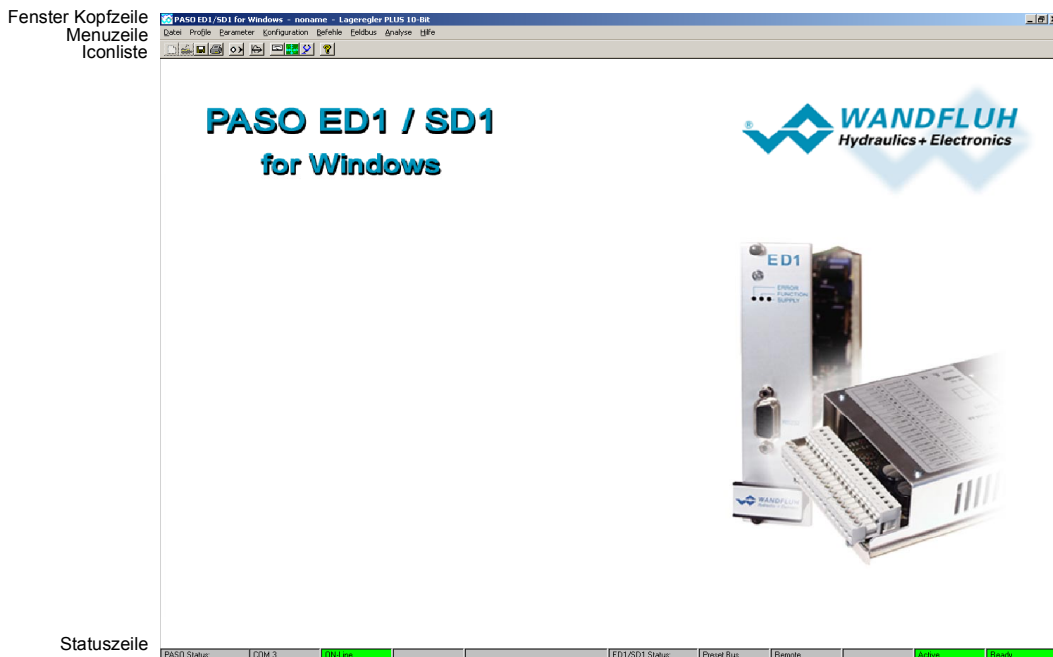 Fenster Kopfzeile
PASO ED1/SD1 for Windows - noname - Lageregler PLUS 10-Bit
Menuzeile
Datei Profile Parameter Konfiguration Befehle Feldbus Analyse Hilfe
Iconliste
PASO ED1 / SD1
for Windows
® WANDFLUH
Hydraulics + Electronics
ED1
ERROR
FUNCTION
SUPPLY
WANDFLUH
Statuszeile
PASO Status: COM 3 ON-Line ED1/SD1 Status: Preset Bus Remote Active Ready